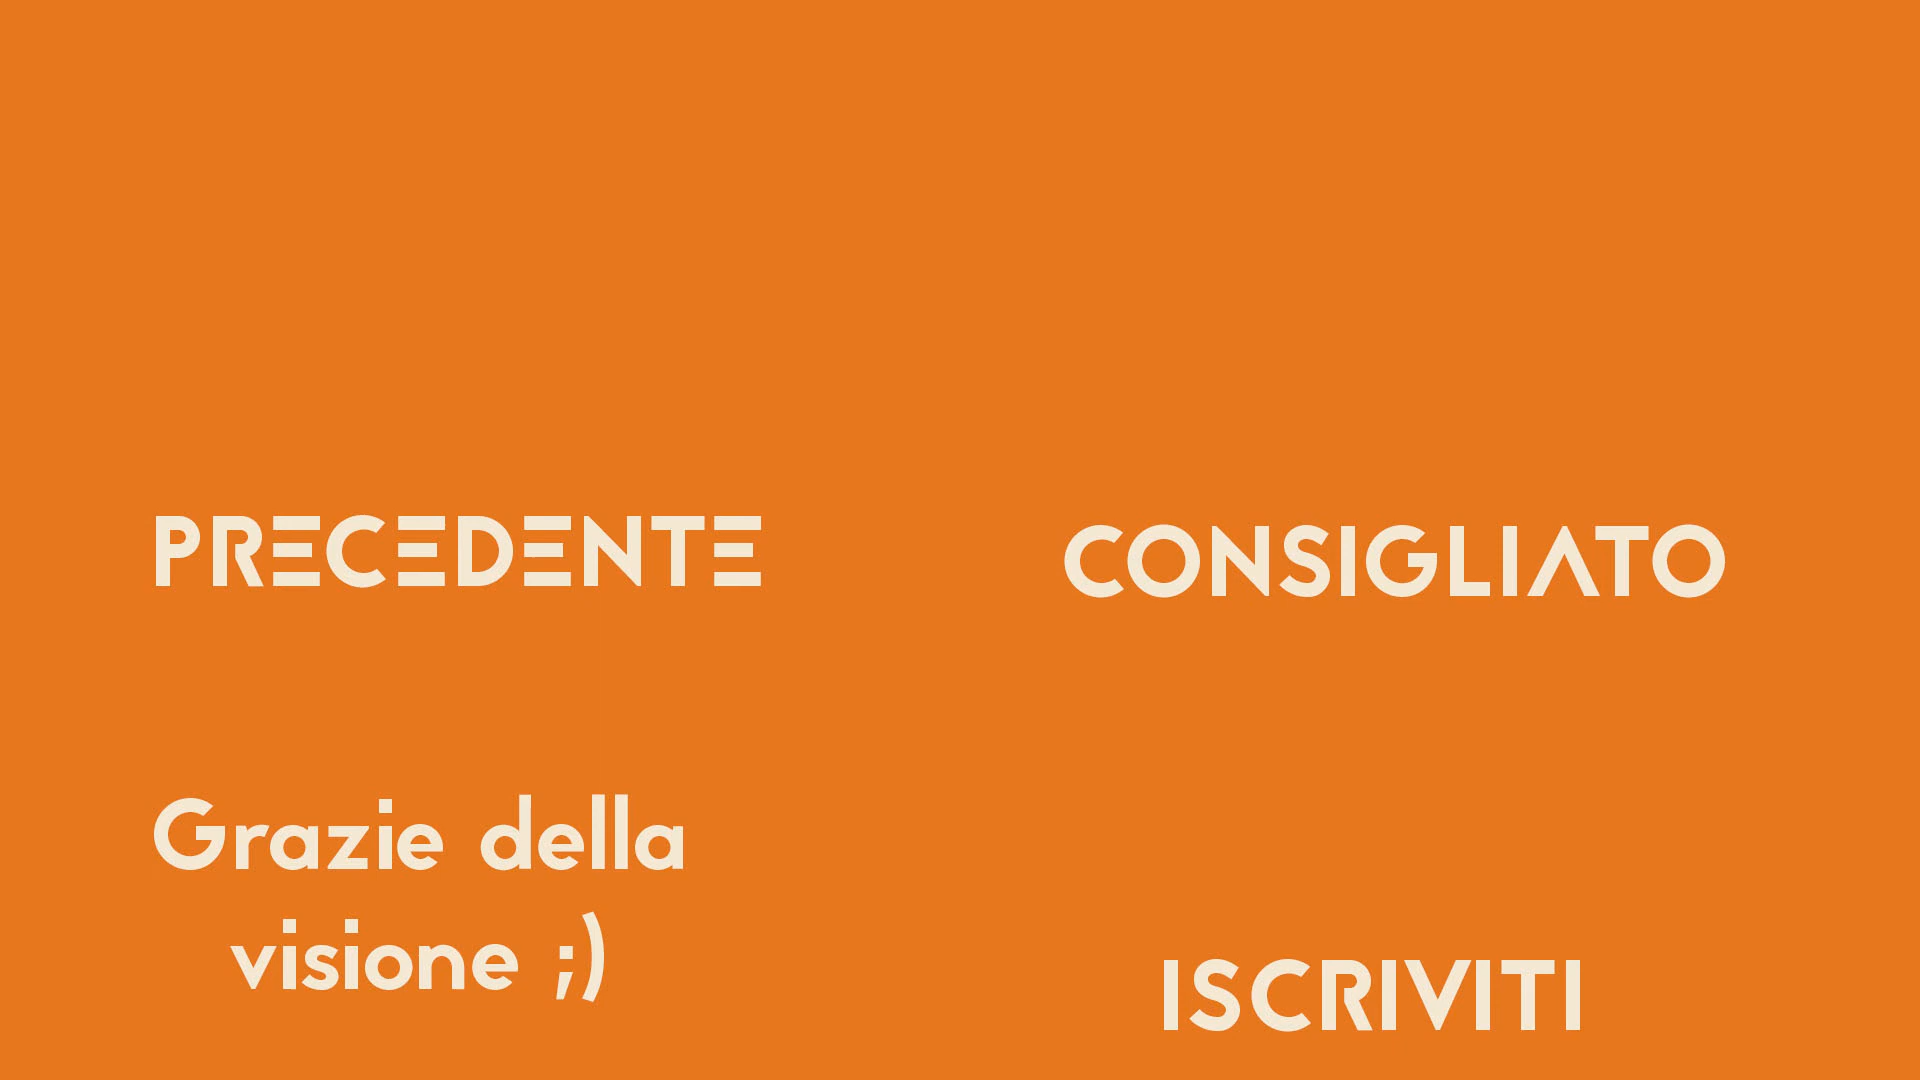 PRECEDENTE
CONSIGLIATO
Grazie della
visione ;)
ISCRIVITI